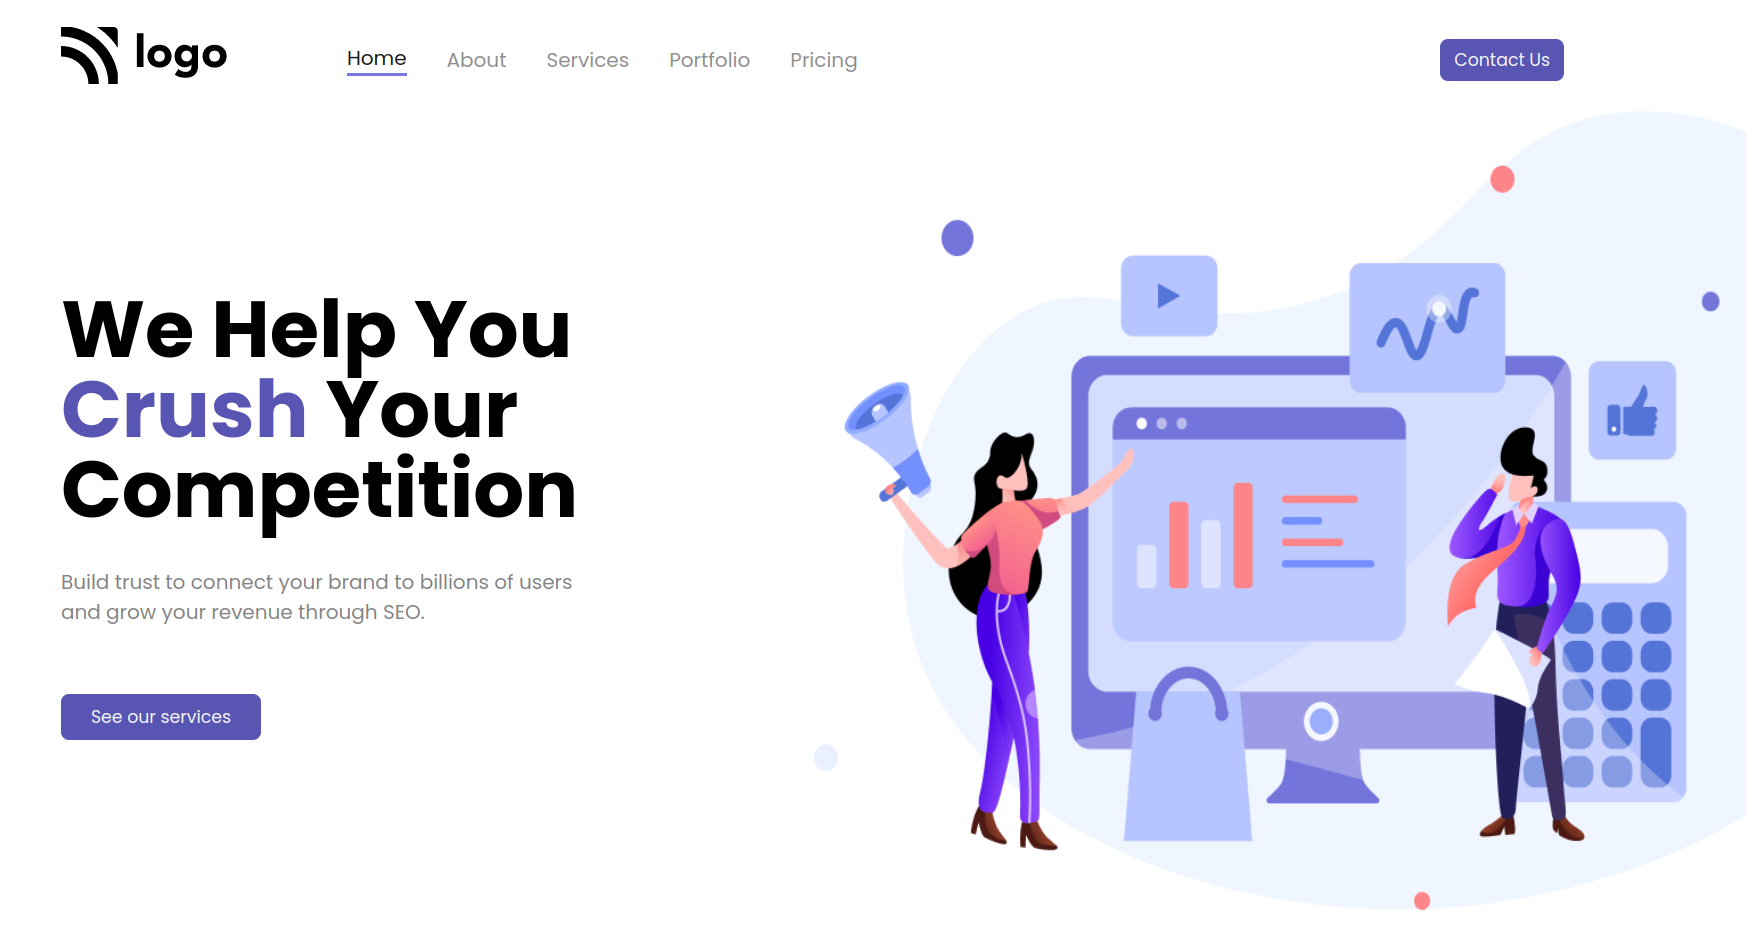 logo
Home About Services Portfolio Pricing
Contact Us
We Help You
Crush Your
Competition
Build trust to connect your brand to billions of users
and grow your revenue through SEO.
See our services